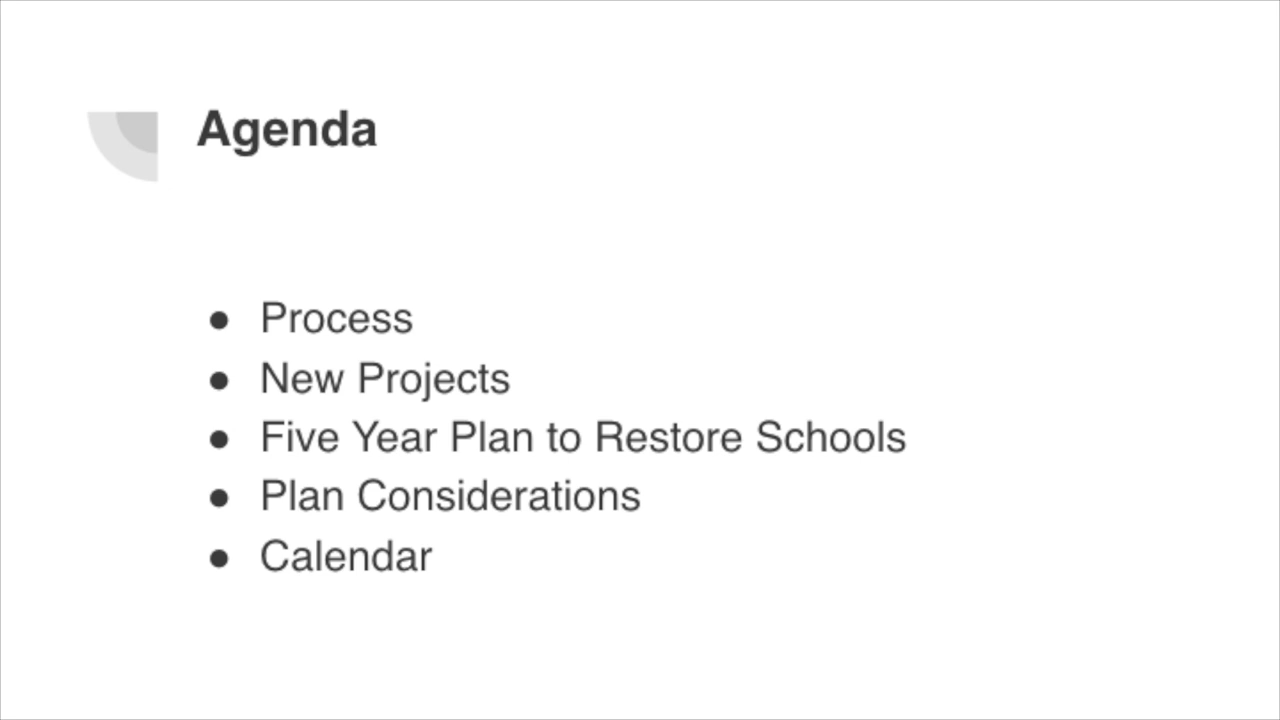 Agenda
● Process
● New Projects
● Five Year Plan to Restore Schools
● Plan Considerations
● Calendar